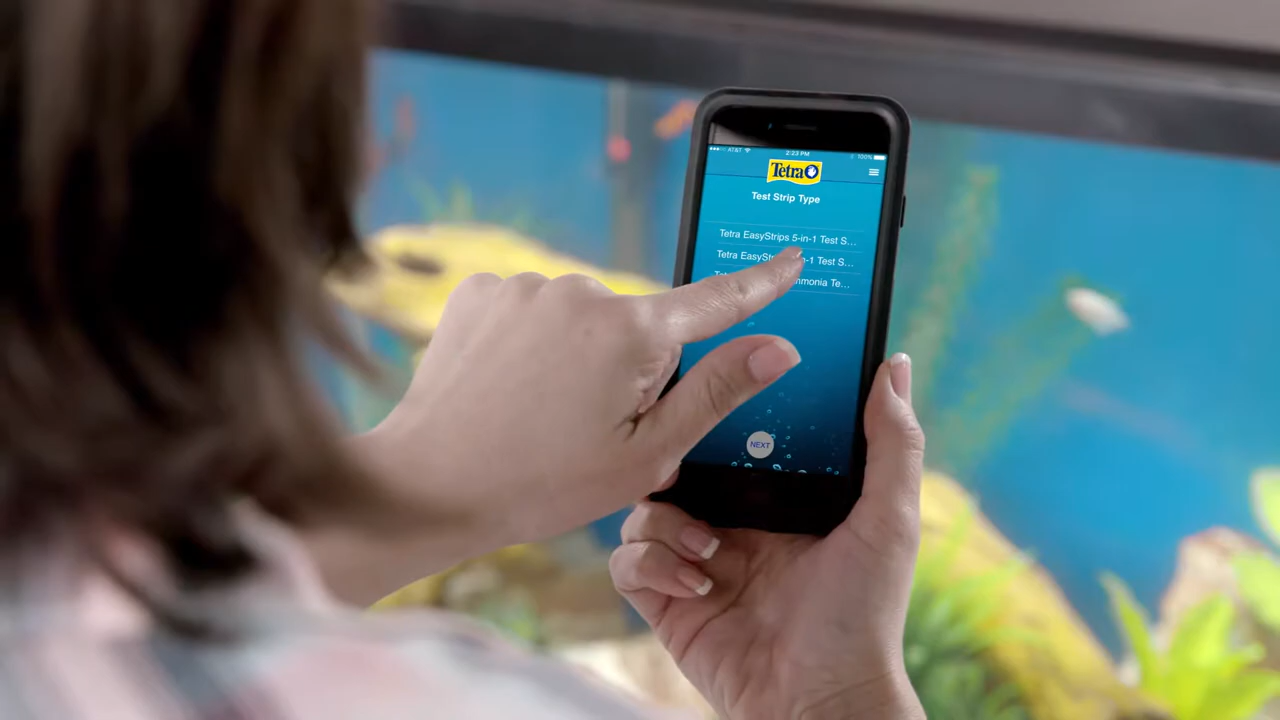 AT&T 2:23 PM 100%
Tetra
Test Strip Type
Tetra EasyStrips 5-in-1 Test S...
Tetra EasySt -1 Test S...
mmonia Te...
NEXT